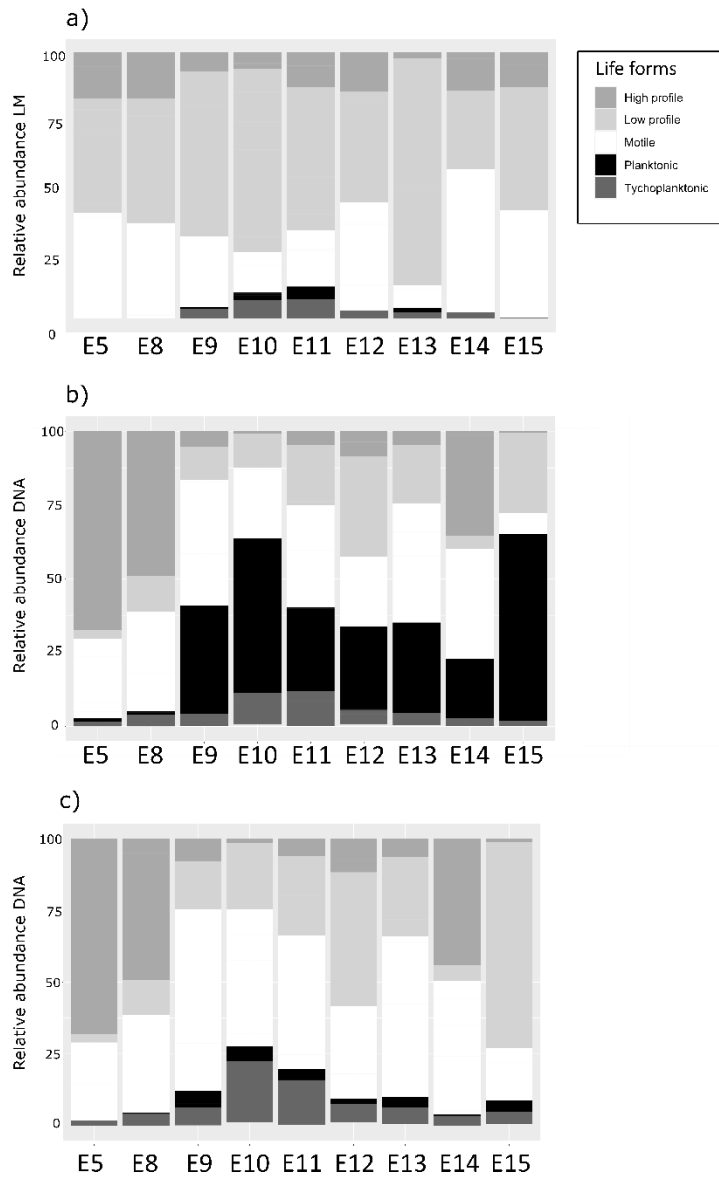 a)
Relative abundance LM
100
75
50
25
0
E5 E8 E9 E10 E11 E12 E13 E14 E15
Life forms
High profile
Low profile
Motile
Planktonic
Tychoplanktonic
b)
Relative abundance DNA
100
75
50
25
0
E5 E8 E9 E10 E11 E12 E13 E14 E15
c)
Relative abundance DNA
100
75
50
25
0
E5 E8 E9 E10 E11 E12 E13 E14 E15